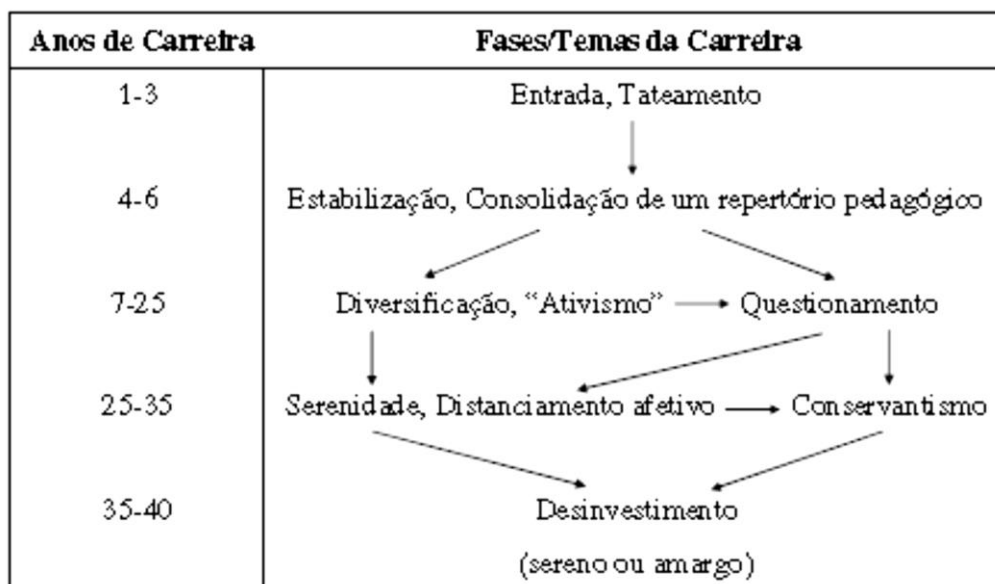 Anos de Carreira Fases/Temas da Carreira
1-3 Entrada, Tateamento
4-6 Estabilização, Consolidação de um repertório pedagógico
7-25 Diversificação, “Ativismo” Questionamento
25-35 Serenidade, Distanciamento afetivo Conservantismo
35-40 Desinvestimento
(sereno ou amargo)